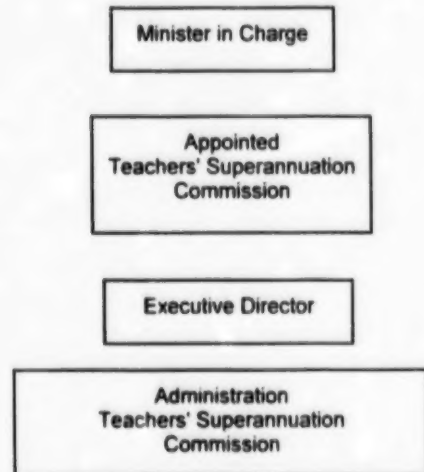 Minister in Charge
Appointed
Teachers' Superannuation
Commission
Executive Director
Administration
Teachers' Superannuation
Commission